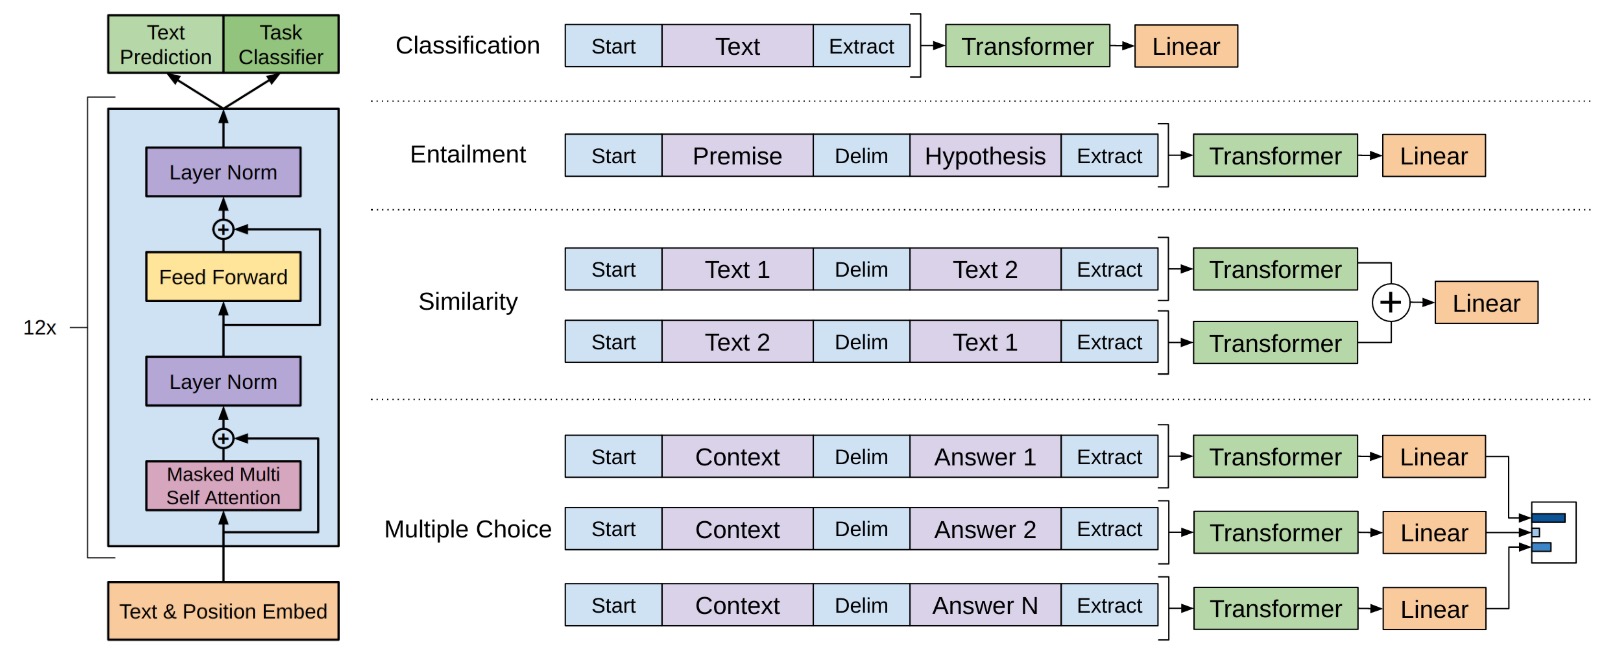 Text
Prediction
Task
Classifier
12x
Layer Norm
+
Feed Forward
Layer Norm
+
Masked Multi
Self Attention
Text & Position Embed
Classification
Start Text Extract Transformer Linear
Entailment
Start Premise Delim Hypothesis Extract Transformer Linear
Similarity
Start Text 1 Delim Text 2 Extract Transformer
+ Linear
Start Text 2 Delim Text 1 Extract Transformer
Multiple Choice
Start Context Delim Answer 1 Extract Transformer Linear
Start Context Delim Answer 2 Extract Transformer Linear
Start Context Delim Answer N Extract Transformer Linear